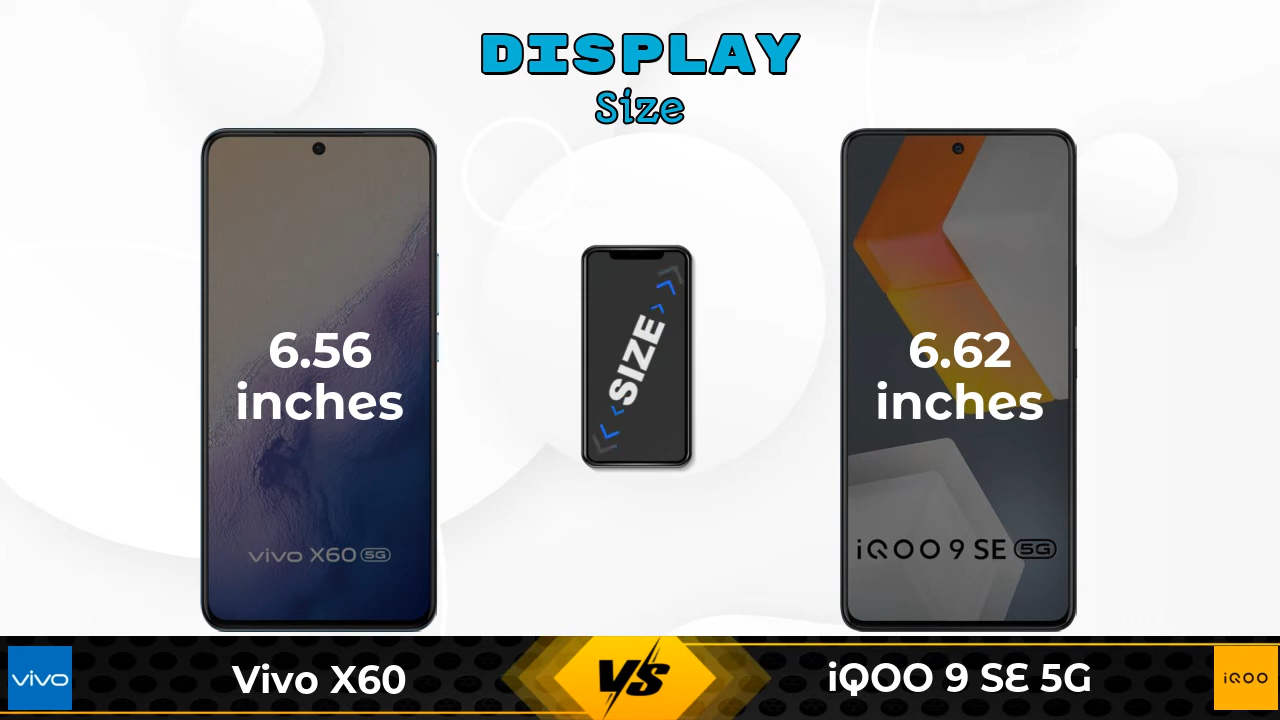 DISPLAY
Size
6.56
inches
vivo X60 5G
SIZE
6.62
inches
iQOO 9 SE 5G
vivo
Vivo X60
VS
iQOO 9 SE 5G
iQOO